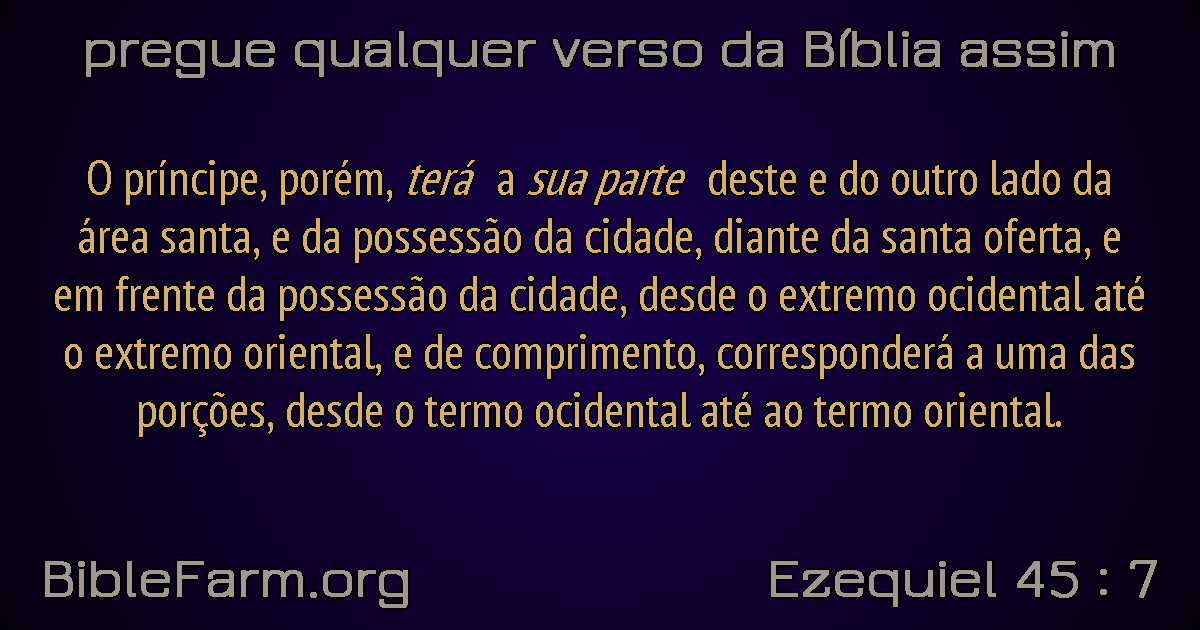 pregue qualquer verso da Bíblia assim
O príncipe, porém, terá a sua parte deste e do outro lado da
área santa, e da possessão da cidade, diante da santa oferta, e
em frente da possessão da cidade, desde o extremo ocidental até
o extremo oriental, e de comprimento, corresponderá a uma das
porções, desde o termo ocidental até ao termo oriental.
BibleFarm.org
Ezequiel 45 : 7